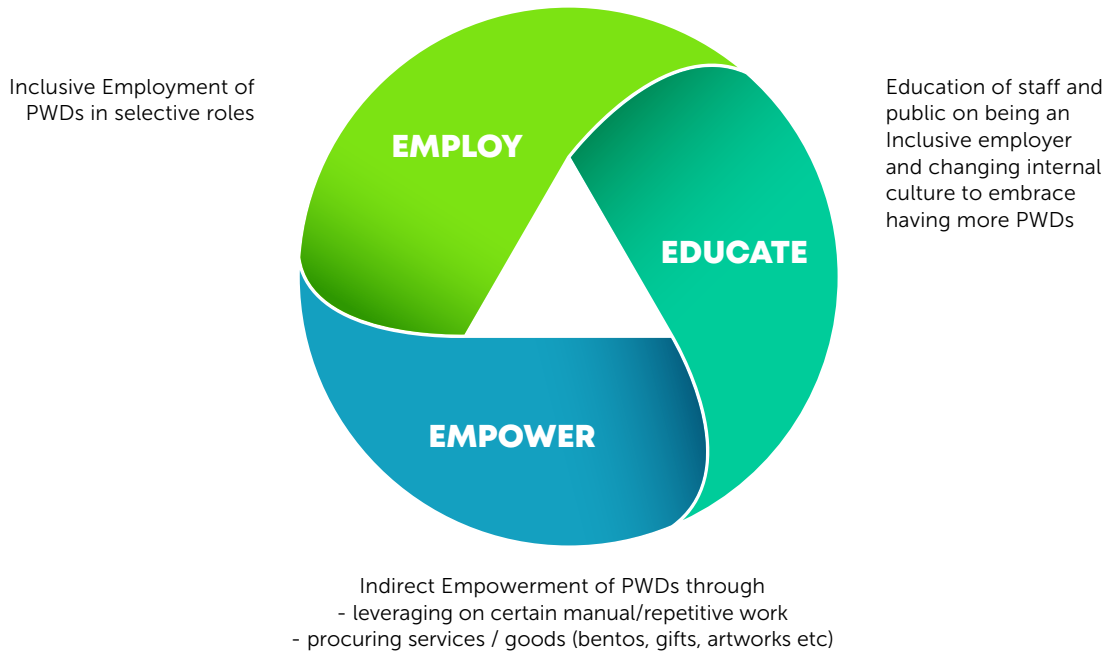 Inclusive Employment of
PWDs in selective roles
EMPLOY
Education of staff and
public on being an
Inclusive employer
and changing internal
culture to embrace
having more PWDs
EDUCATE
EMPOWER
Indirect Empowerment of PWDs through
- leveraging on certain manual/repetitive work
- procuring services / goods (bentos, gifts, artworks etc)